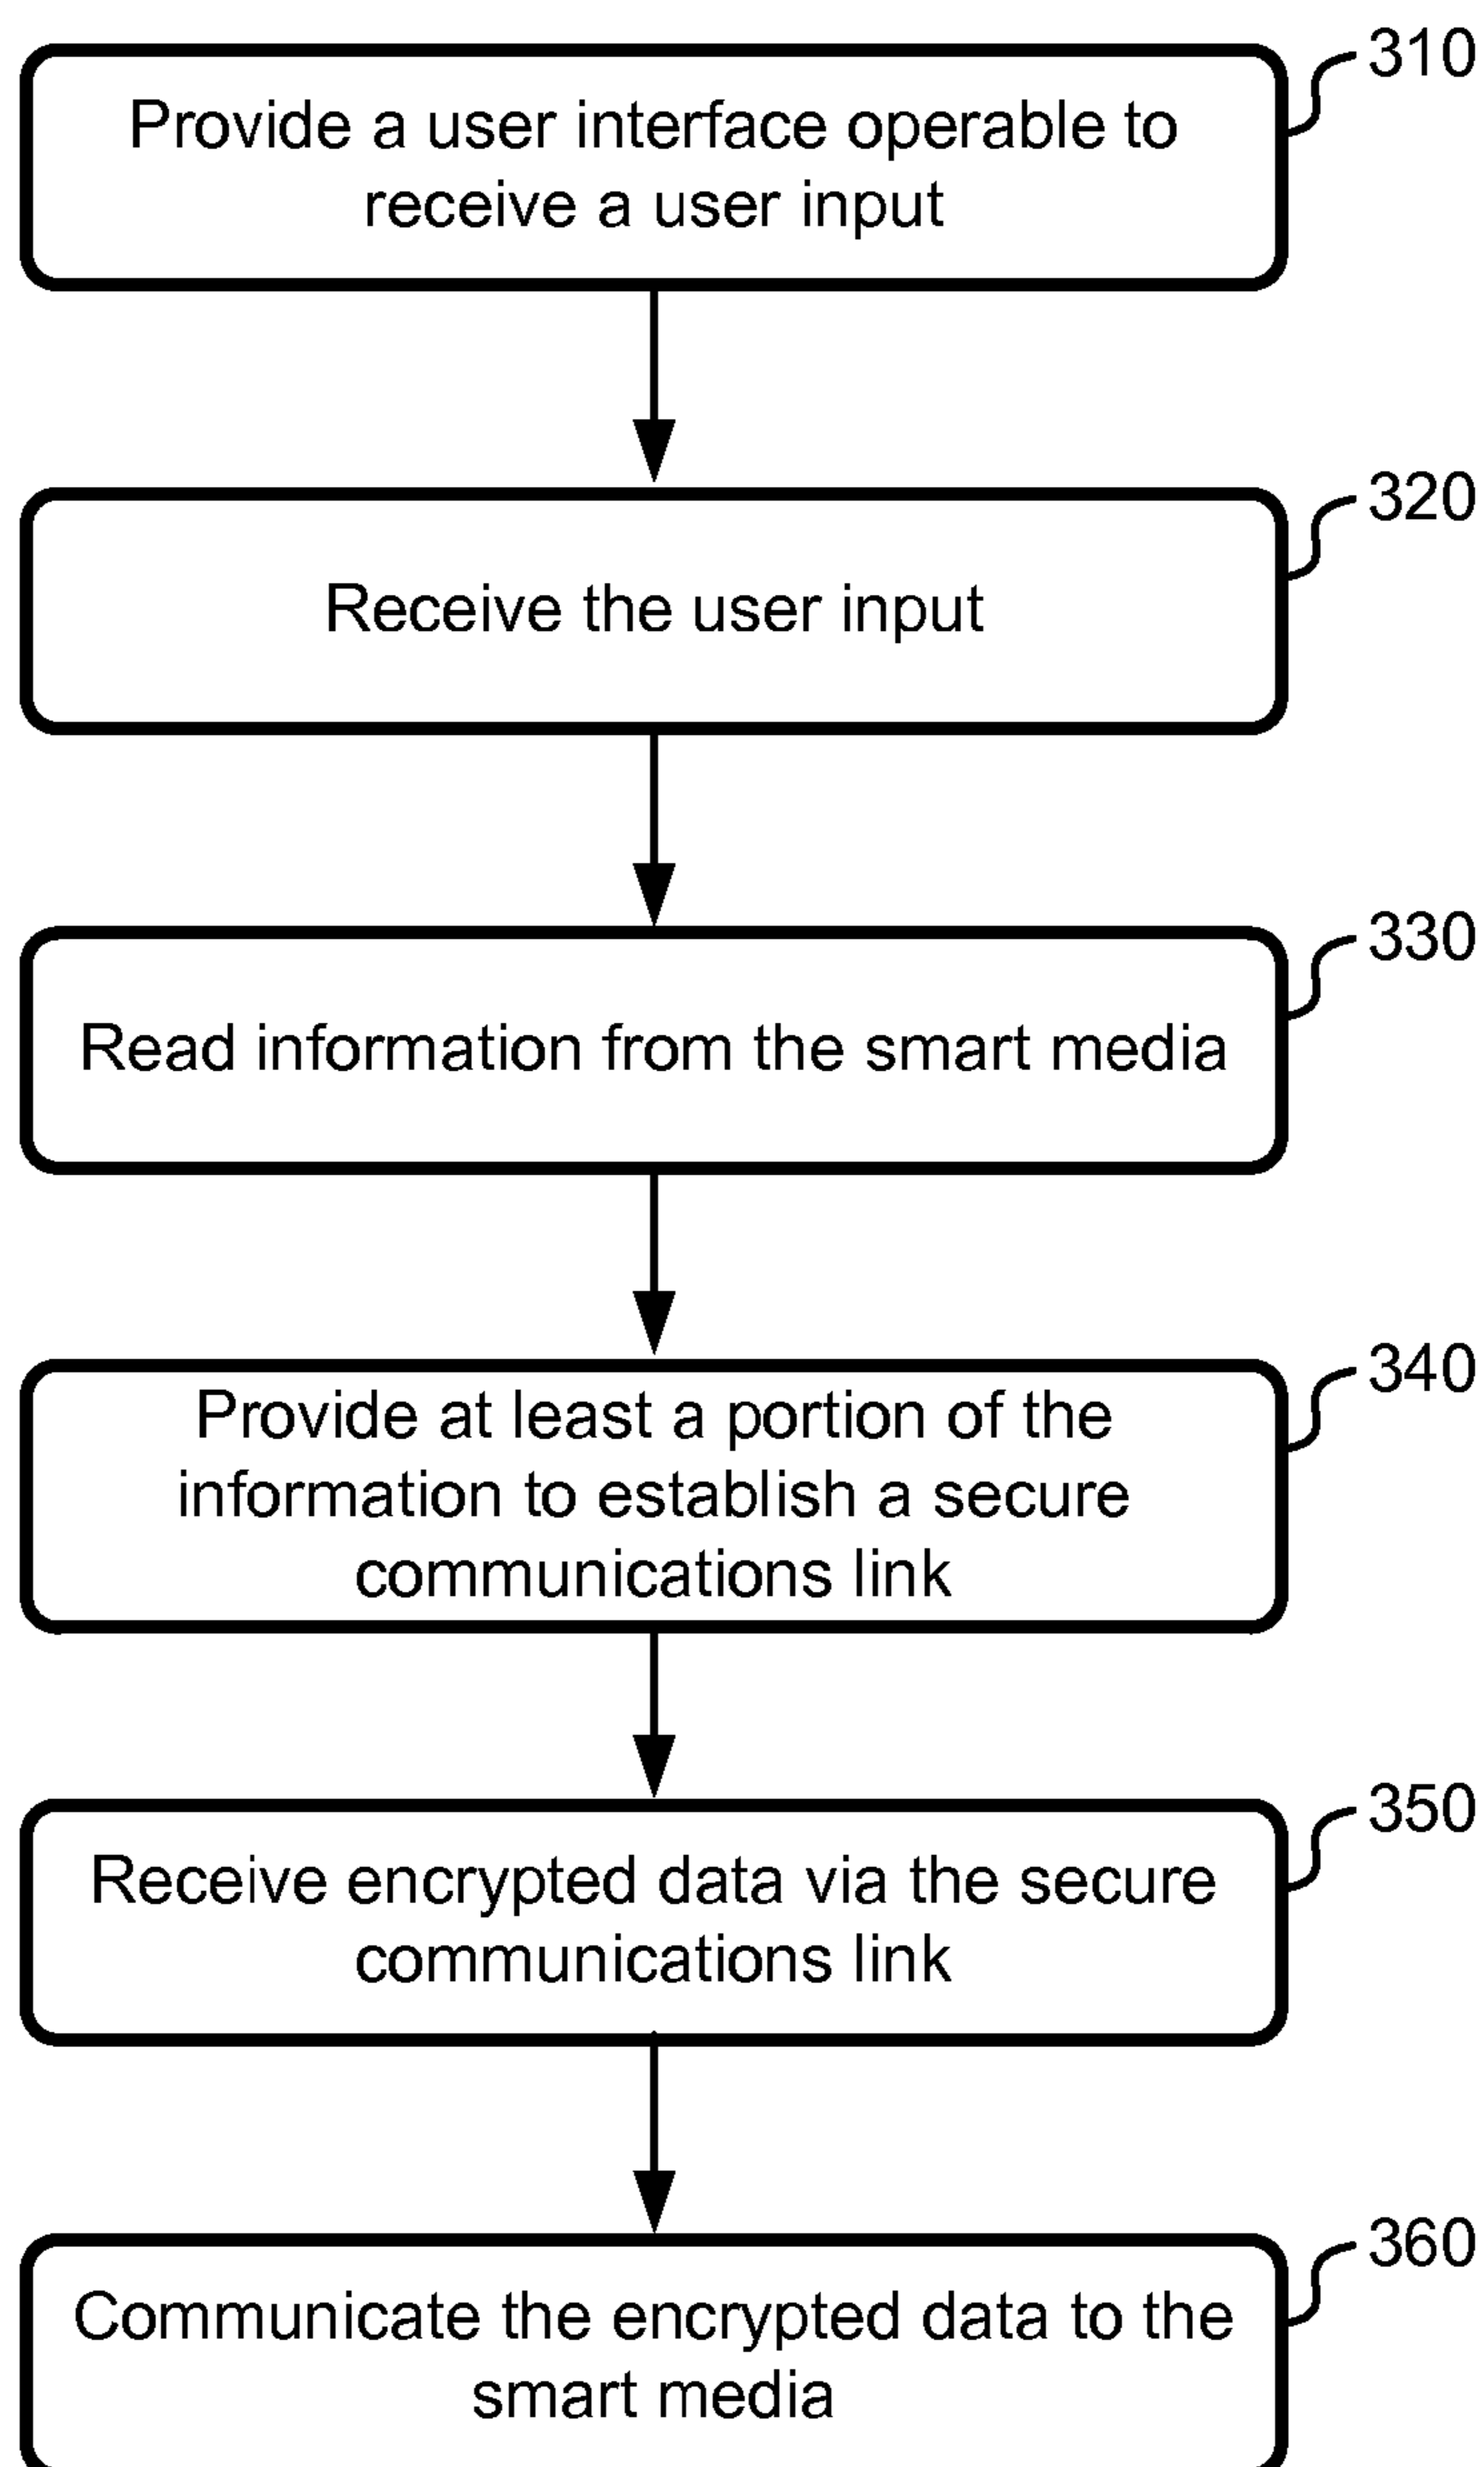 310
Provide a user interface operable to
receive a user input
320
Receive the user input
330
Read information from the smart media
340
Provide at least a portion of the
information to establish a secure
communications link
350
Receive encrypted data via the secure
communications link
360
Communicate the encrypted data to the
smart media